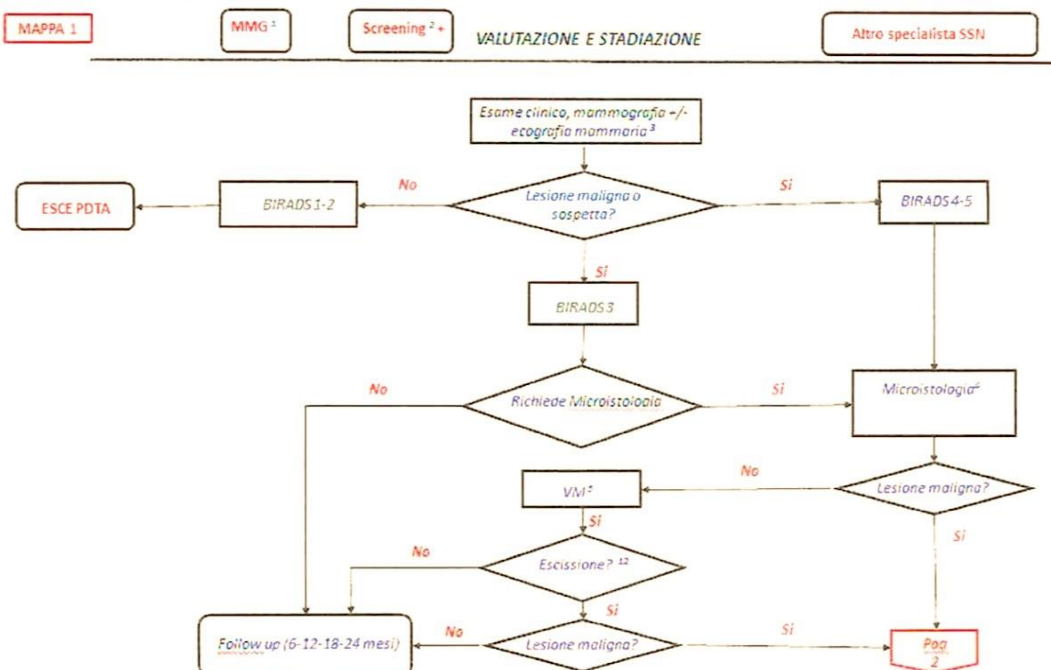 MAPPA 1
MMG 1
Screening 2 +
VALUTAZIONE E STADIAZIONE
Altro specialista SSN
Esame clinico, mammografia +/-
ecografia mammaria 3
Lesione maligna o
sospetta?
No
Si
ESCE PDTA
BIRADS 1-2
BIRADS 4-5
Si
BIRADS 3
No
Richiede Microistologia
Si
Microistologia
No
Lesione maligna?
VM
Si
Si
No
Escissione? 12
Si
Follow up (6-12-18-24 mesi)
No
Lesione maligna?
Si
Pag